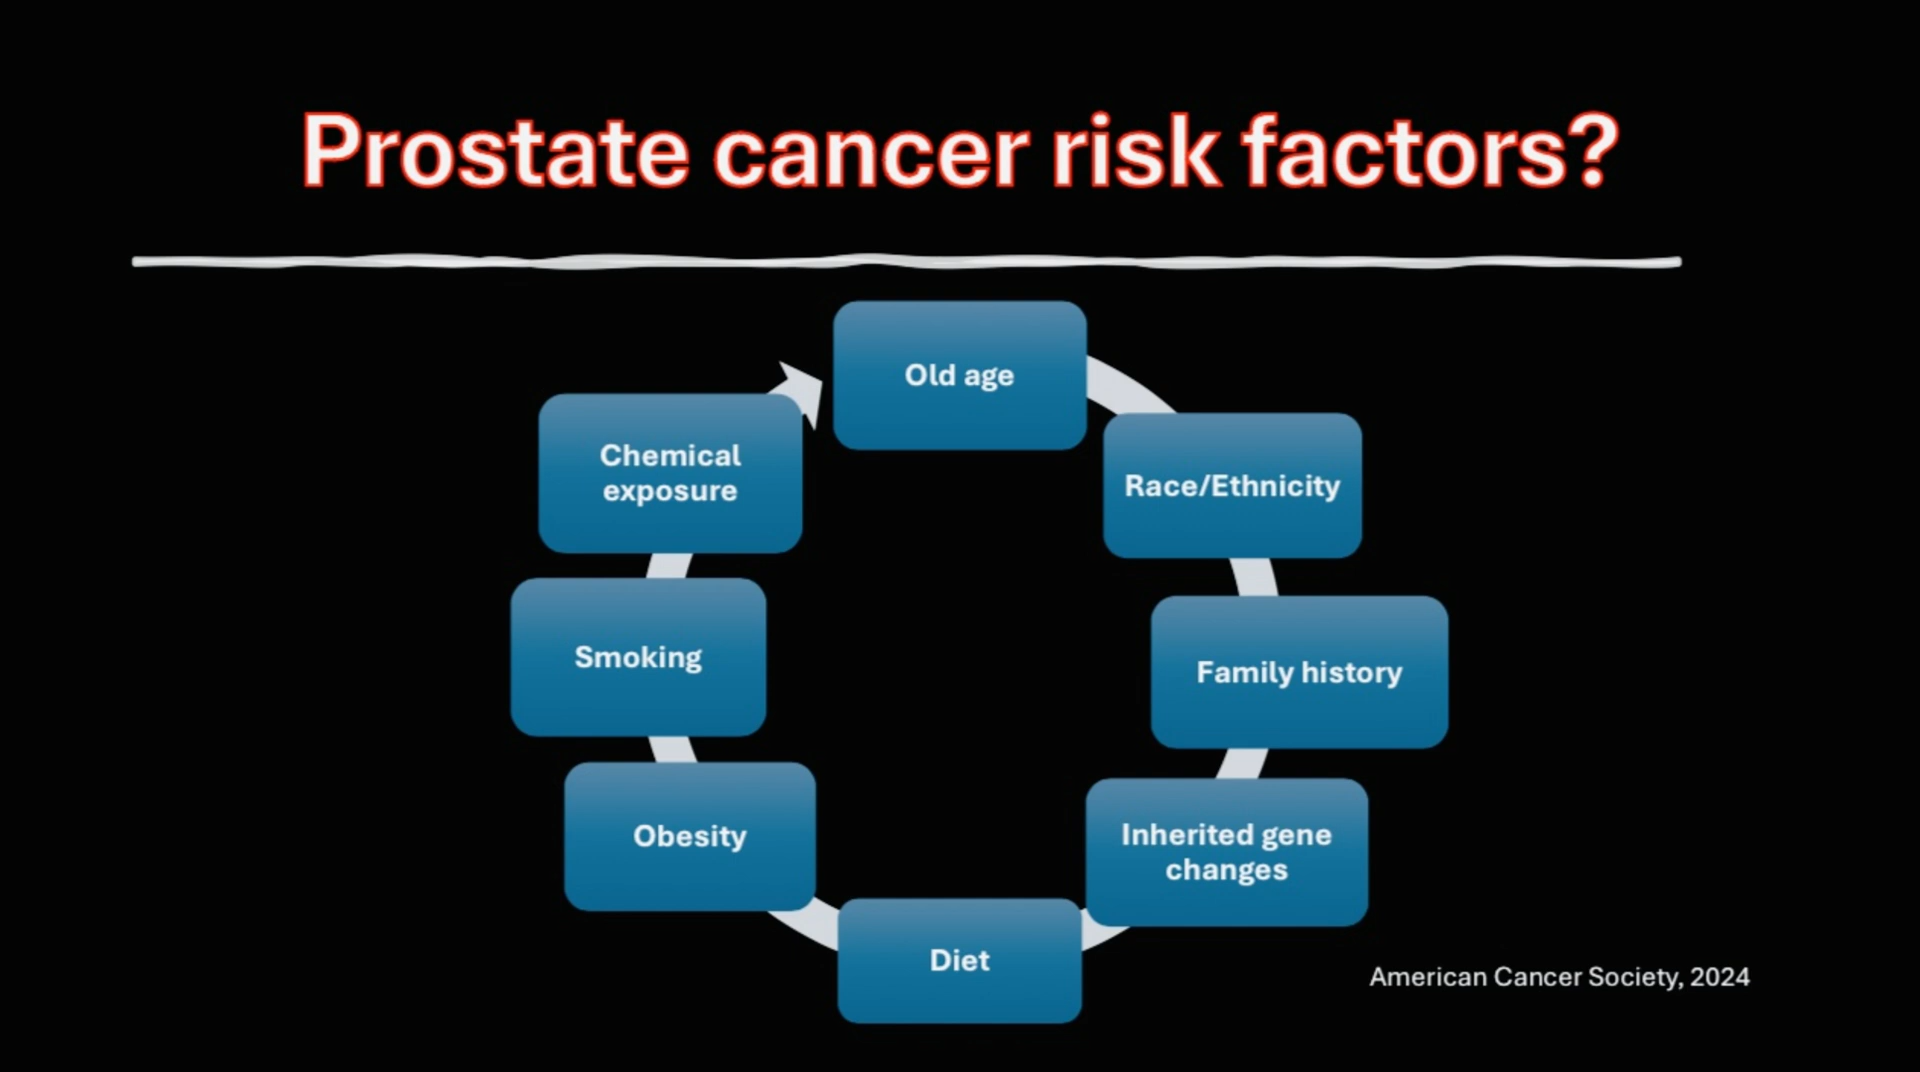 Prostate cancer risk factors?
Old age
Race/Ethnicity
Family history
Inherited gene
changes
Diet
Obesity
Smoking
Chemical
exposure
American Cancer Society, 2024